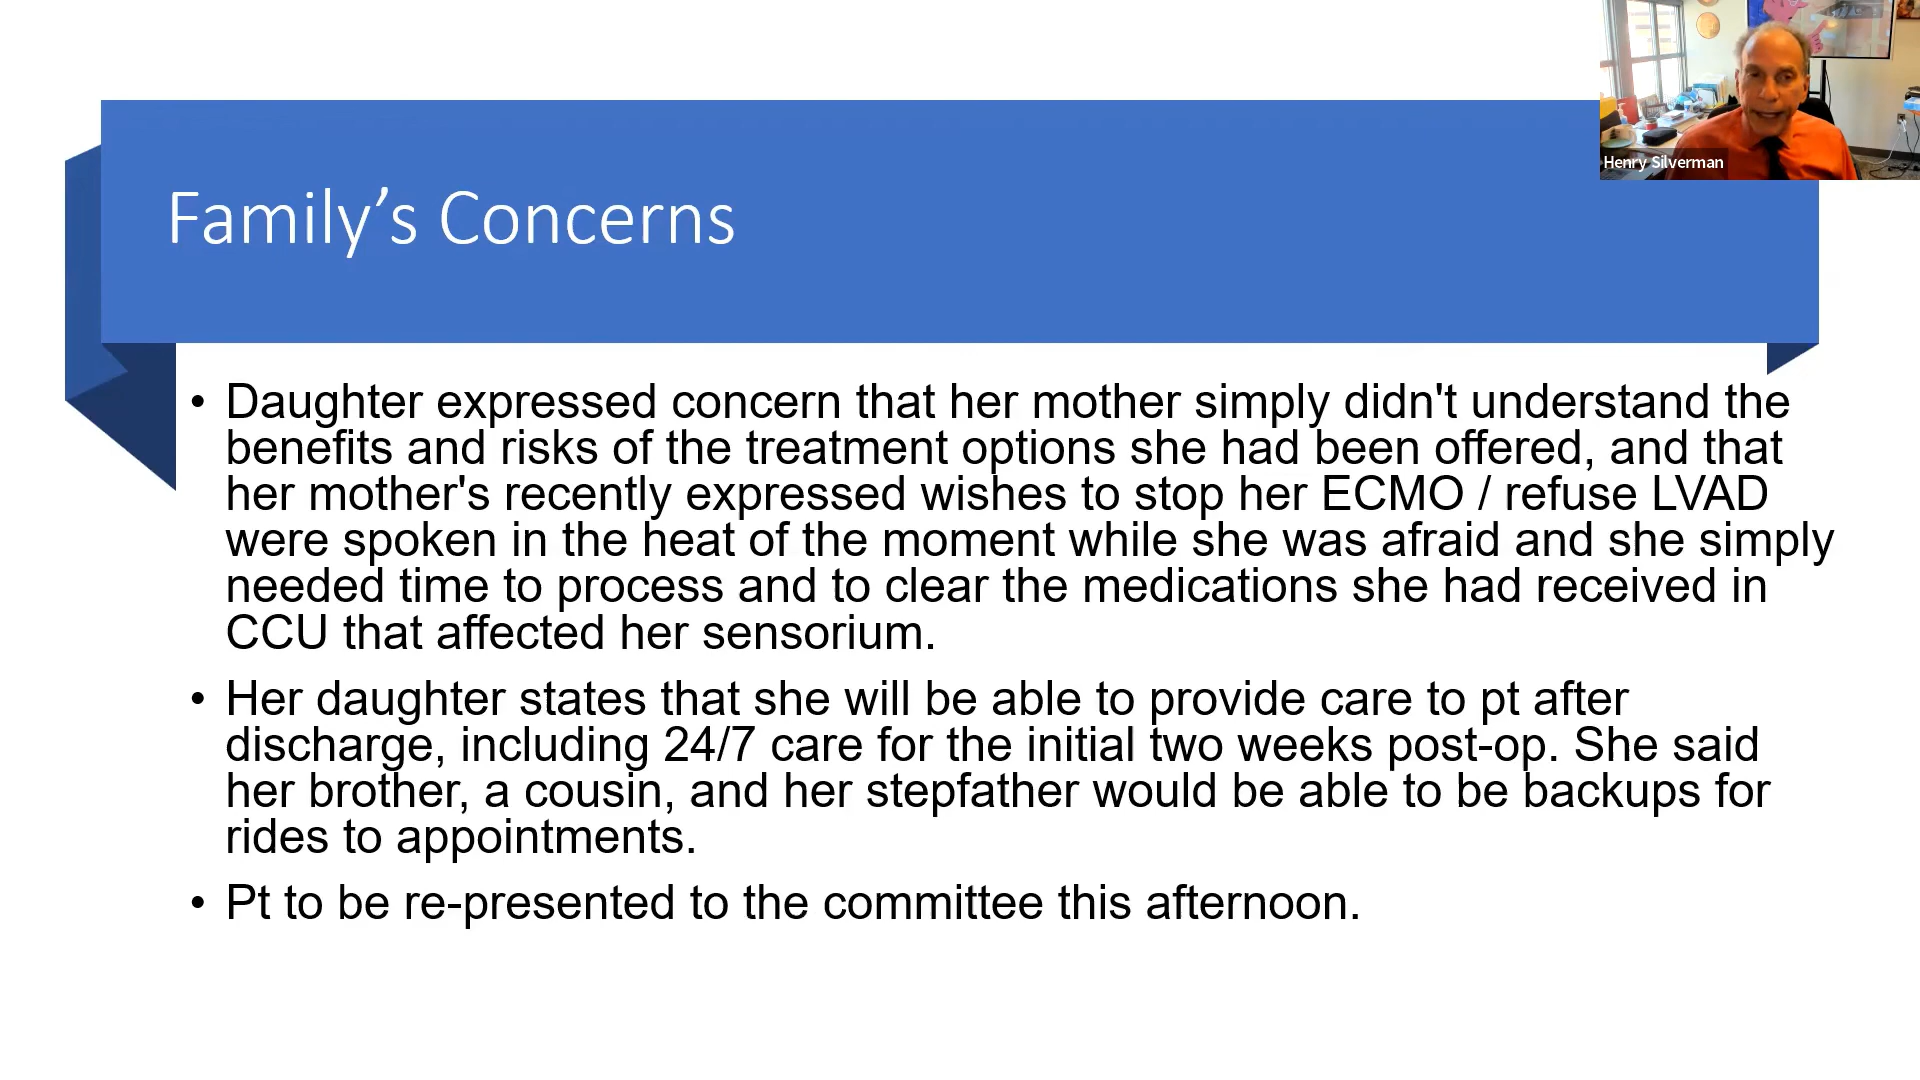 Henry Silverman
Family’s Concerns
• Daughter expressed concern that her mother simply didn't understand the
benefits and risks of the treatment options she had been offered, and that
her mother's recently expressed wishes to stop her ECMO / refuse LVAD
were spoken in the heat of the moment while she was afraid and she simply
needed time to process and to clear the medications she had received in
CCU that affected her sensorium.
• Her daughter states that she will be able to provide care to pt after
discharge, including 24/7 care for the initial two weeks post-op. She said
her brother, a cousin, and her stepfather would be able to be backups for
rides to appointments.
• Pt to be re-presented to the committee this afternoon.